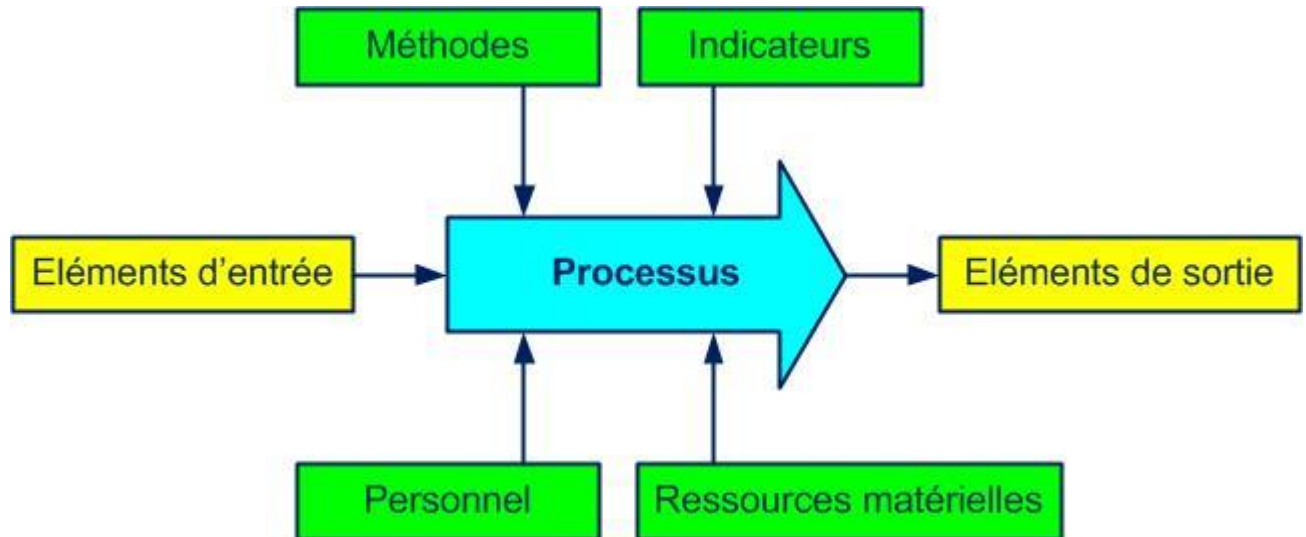 Méthodes
Indicateurs
Eléments d'entrée
Processus
Eléments de sortie
Personnel
Ressources matérielles